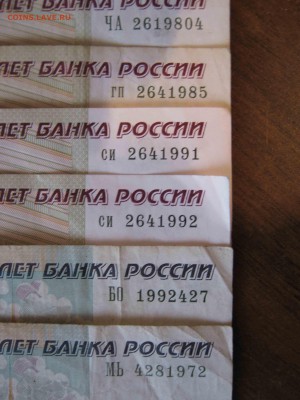 COINS.LAVE.RU
ЧА 2619804
ЛЕТ БАНКА РОССИИ
гп 2641985
ЛЕТ БАНКА РОССИИ
си 2641991
ЛЕТ БАНКА РОССИИ
си 2641992
ЛЕТ БАНКА РОССИИ
БО 1992427
ЛЕТ БАНКА РОССИИ
МЬ 4281972